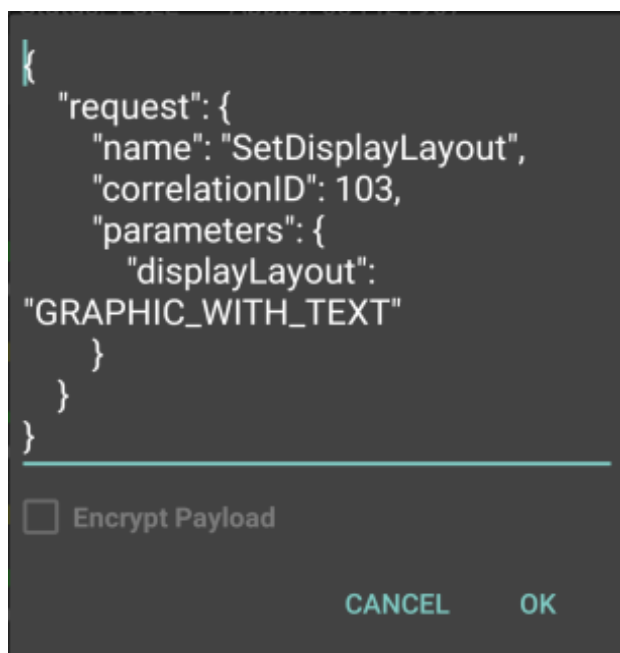 {
"request": {
"name": "SetDisplayLayout",
"correlationID": 103,
"parameters": {
"displayLayout":
"GRAPHIC_WITH_TEXT"
}
}
}
Encrypt Payload
CANCEL OK